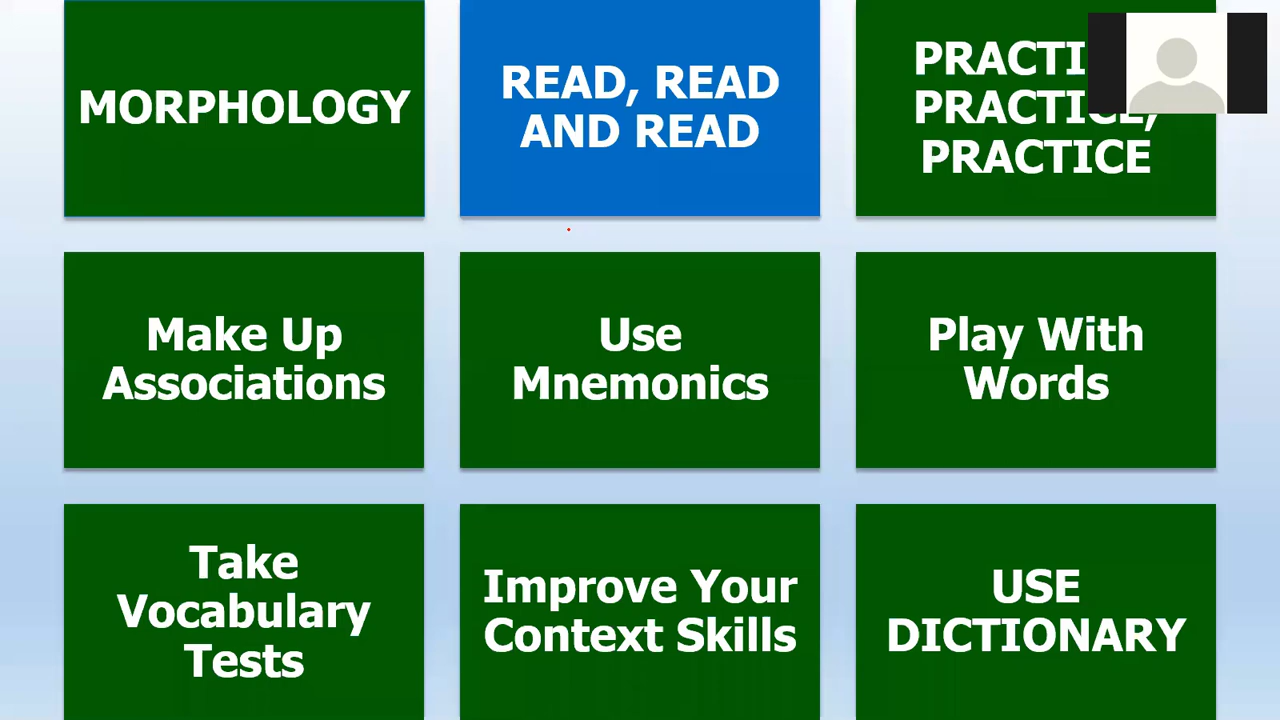 MORPHOLOGY
READ, READ
AND READ
PRACTICE,
PRACTICE
Make Up
Associations
Use
Mnemonics
Play With
Words
Take
Vocabulary
Tests
Improve Your
Context Skills
USE
DICTIONARY